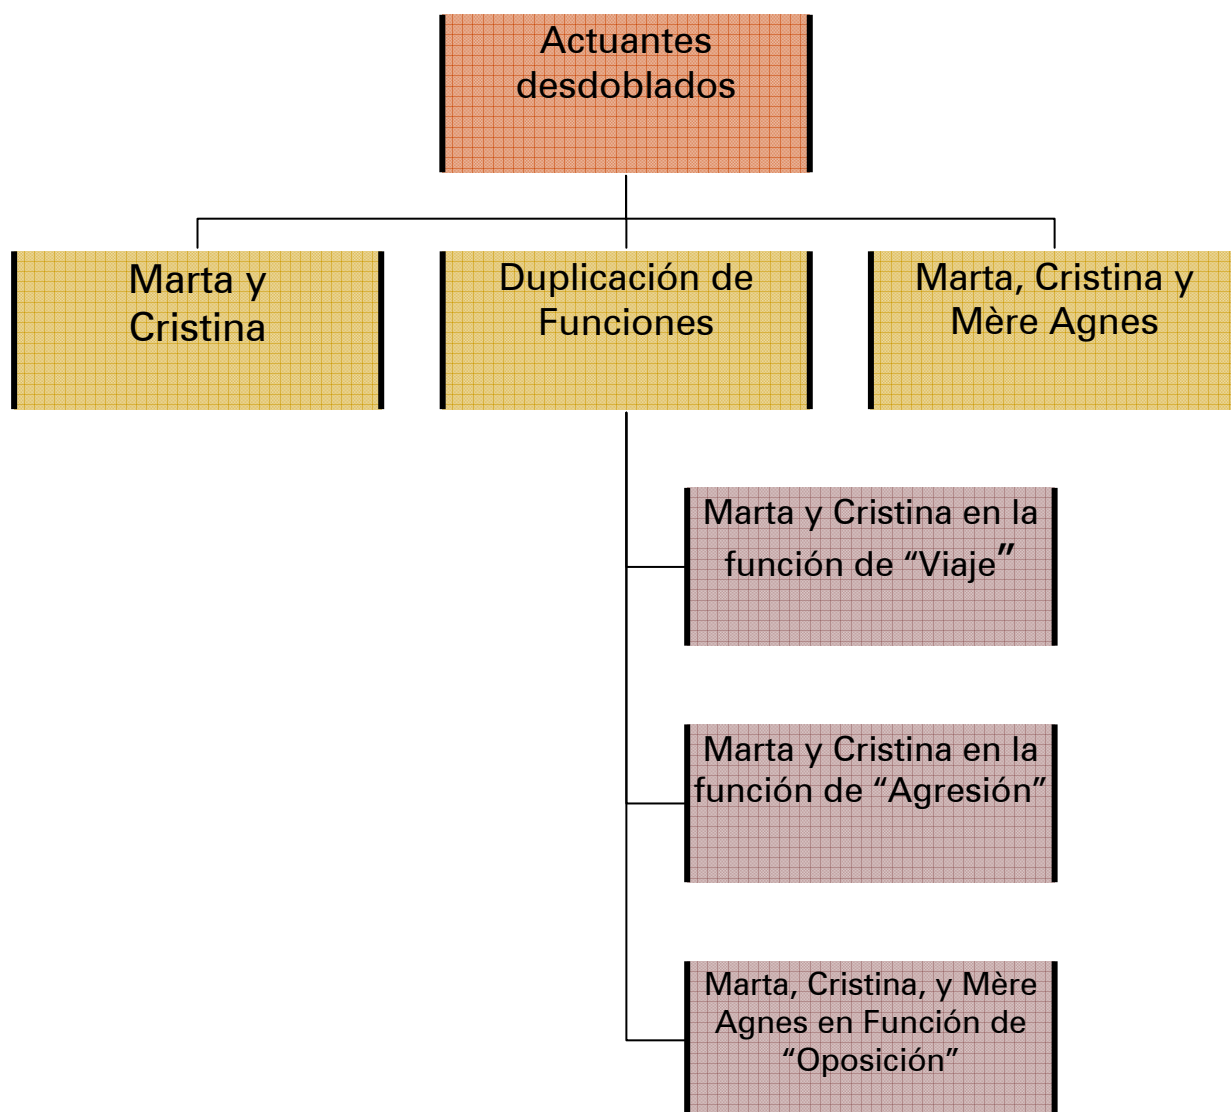 Actuantes
desdoblados
Marta y
Cristina
Duplicación de
Funciones
Marta, Cristina y
Mère Agnes
Marta y Cristina en la
función de “Viaje”
Marta y Cristina en la
función de “Agresión”
Marta, Cristina, y Mère
Agnes en Función de
“Oposición”